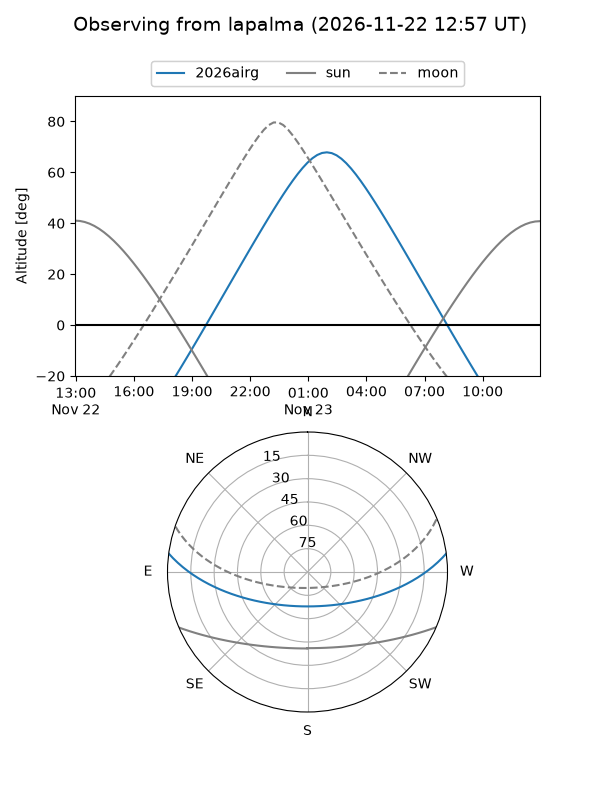 Observing from lapalma (2026-11-22 12:57 UT)
2026airg sun moon
Altitude [deg]
80
60
40
20
0
−20
13:00 16:00 19:00 22:00 01:00 04:00 07:00 10:00
Nov 22 Nov 23
N
NE NW
15
30
45
60
75
E W
SE SW
S